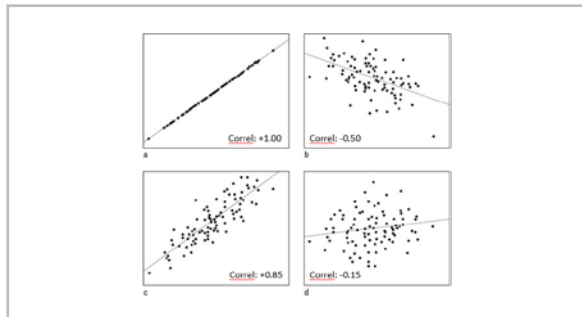 Correl: +1.00
a
Correl: -0.50
b
Correl: +0.85
c
Correl: -0.15
d